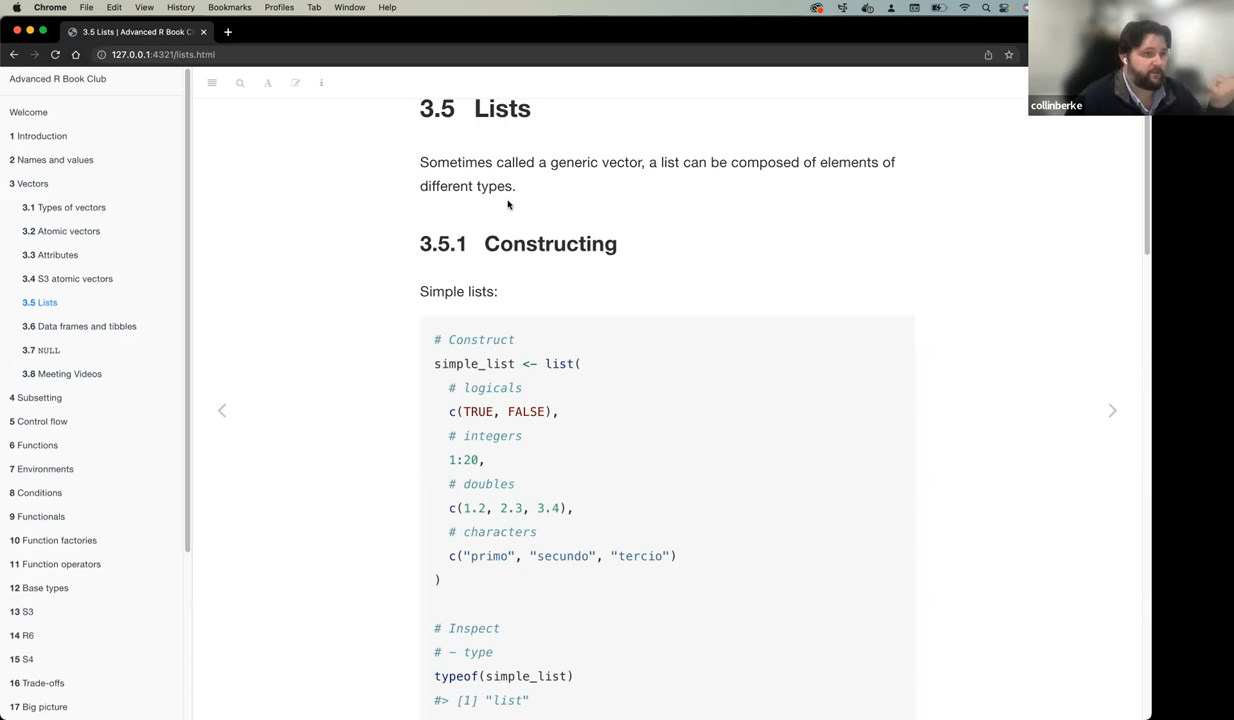 Chrome File Edit View History Bookmarks Profiles Tab Window Help
3.5 Lists | Advanced R Book C
127.0.0.1:4321/lists.html
collinberke
Advanced R Book Club
Welcome
1 Introduction
2 Names and values
3 Vectors
3.1 Types of vectors
3.2 Atomic vectors
3.3 Attributes
3.4 S3 atomic vectors
3.5 Lists
3.6 Data frames and tibbles
3.7 NULL
3.8 Meeting Videos
4 Subsetting
5 Control flow
6 Functions
7 Environments
8 Conditions
9 Functionals
10 Function factories
11 Function operators
12 Base types
13 S3
14 R6
15 S4
16 Trade-offs
17 Big picture
3.5 Lists
Sometimes called a generic vector, a list can be composed of elements of
different types.
3.5.1 Constructing
Simple lists:
# Construct
simple_list <- list(
# logicals
c(TRUE, FALSE),
# integers
1:20,
# doubles
c(1.2, 2.3, 3.4),
# characters
c("primo", "secundo", "tercio")
)
# Inspect
# - type
typeof(simple_list)
#> [1] "list"